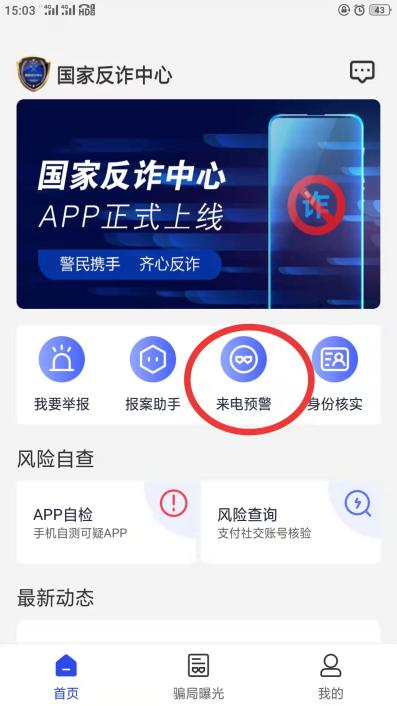 15:03 4G 4G HD B 43
国家反诈中心
国家反诈中心
APP正式上线
警民携手 齐心反诈
诈
我要举报 报案助手 来电预警 身份核实
风险自查
APP自检 风险查询
手机自测可疑APP 支付社交账号核验
最新动态
首页 骗局曝光 我的